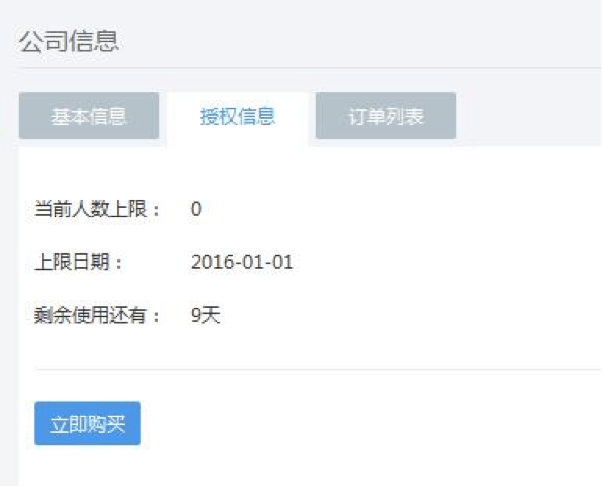 公司信息
基本信息 授权信息 订单列表
当前人数上限： 0
上限日期： 2016-01-01
剩余使用还有： 9天
立即购买